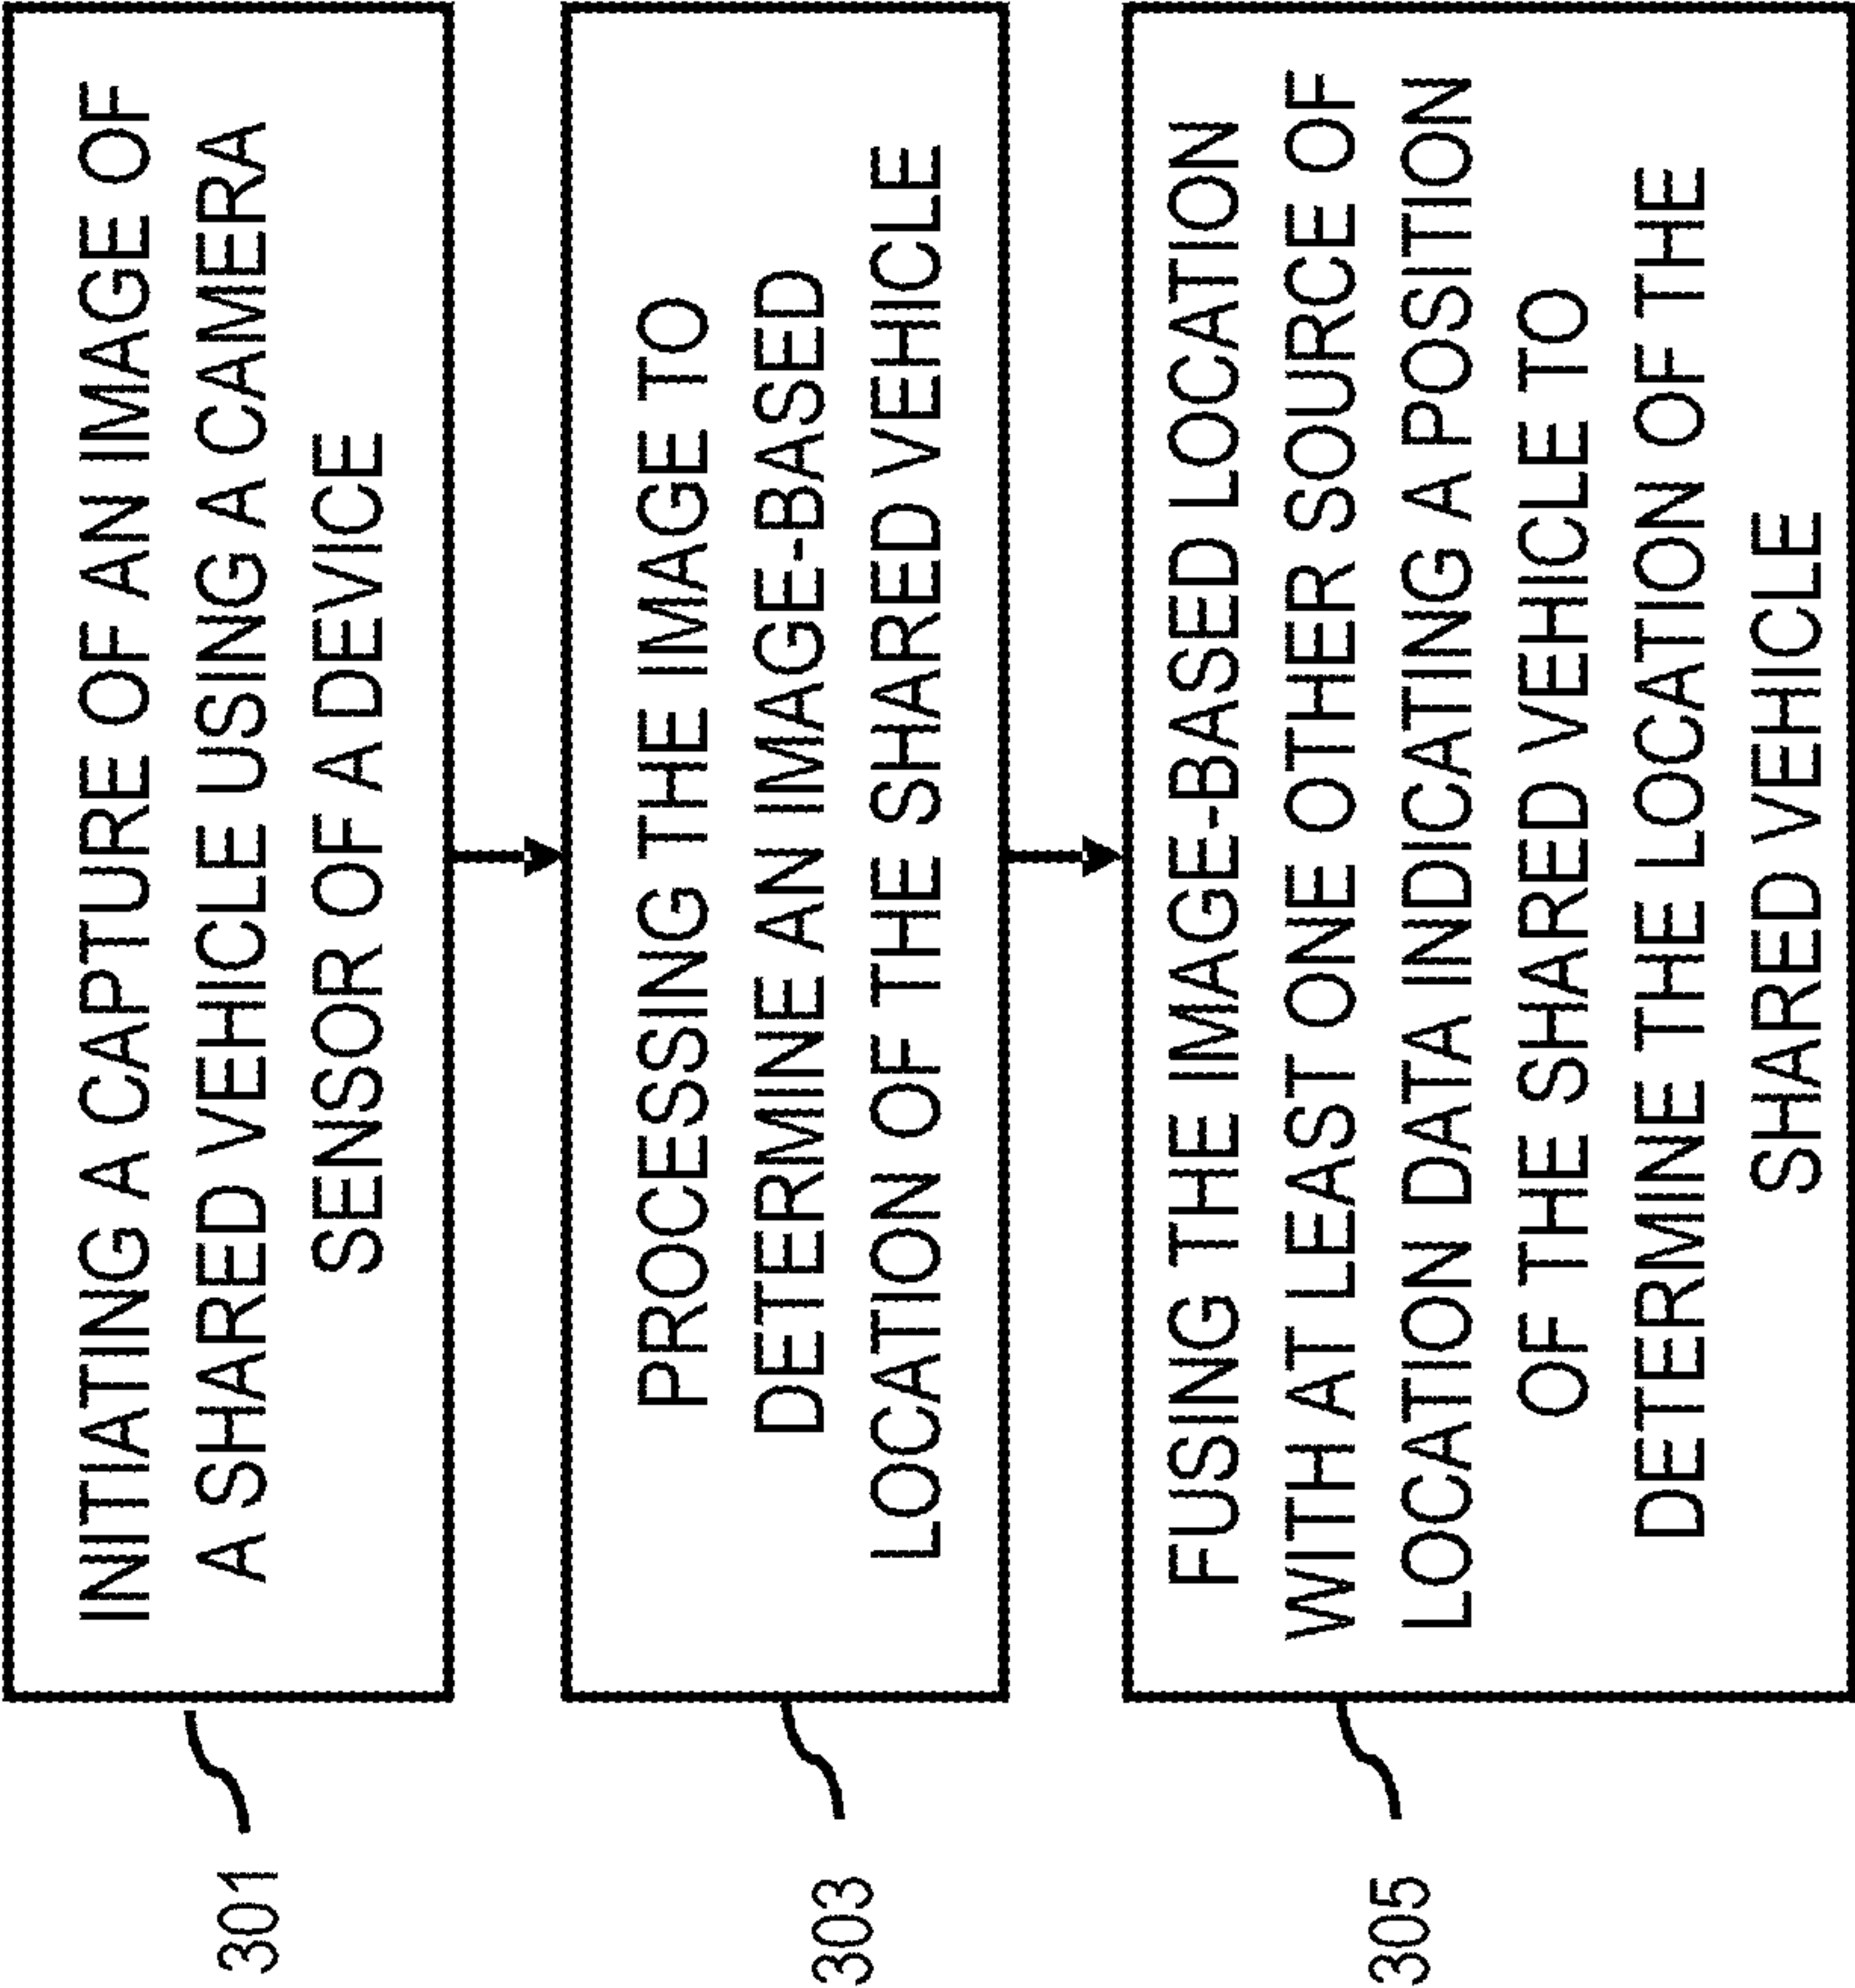 301
INITIATING A CAPTURE OF AN IMAGE OF
A SHARED VEHICLE USING A CAMERA
SENSOR OF A DEVICE
303
PROCESSING THE IMAGE TO
DETERMINE AN IMAGE-BASED
LOCATION OF THE SHARED VEHICLE
305
FUSING THE IMAGE-BASED LOCATION
WITH AT LEAST ONE OTHER SOURCE OF
LOCATION DATA INDICATING A POSITION
OF THE SHARED VEHICLE TO
DETERMINE THE LOCATION OF THE
SHARED VEHICLE